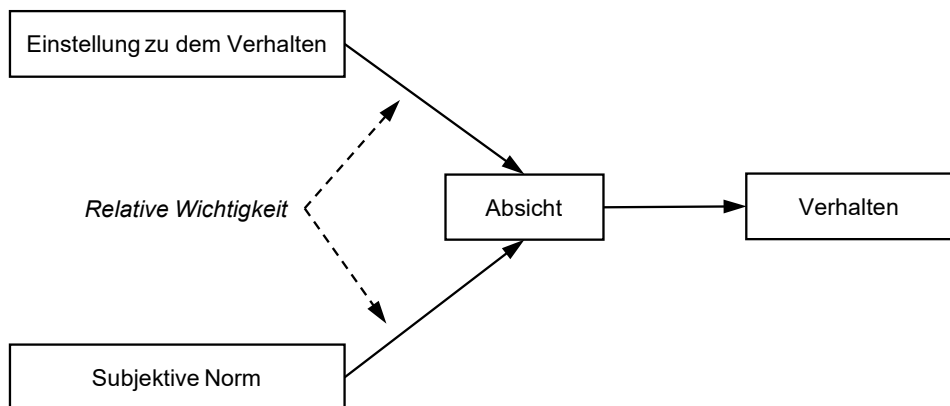 Einstellung zu dem Verhalten
Relative Wichtigkeit
Absicht
Verhalten
Subjektive Norm